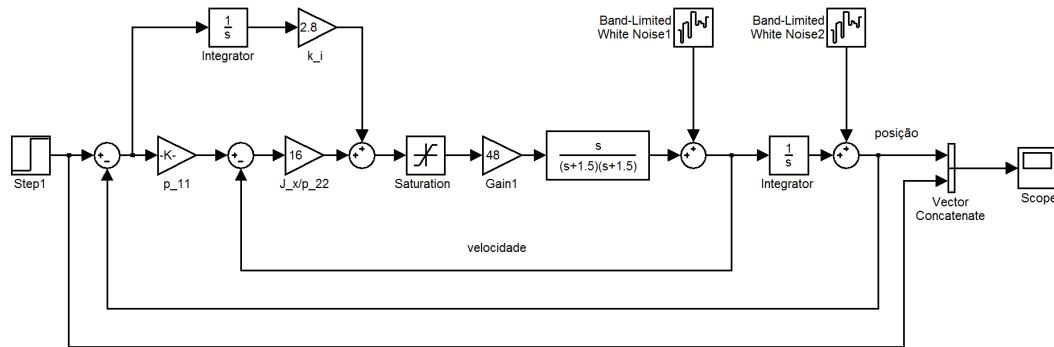 Band-Limited
White Noise1
Band-Limited
White Noise2
1
s
Integrator
2.8
k_i
Step1
-K-
p_11
16
J_x/p_22
Saturation
48
Gain1
s
(s+1.5)(s+1.5)
1
s
Integrator
posição
Vector
Concatenate
Scope
velocidade